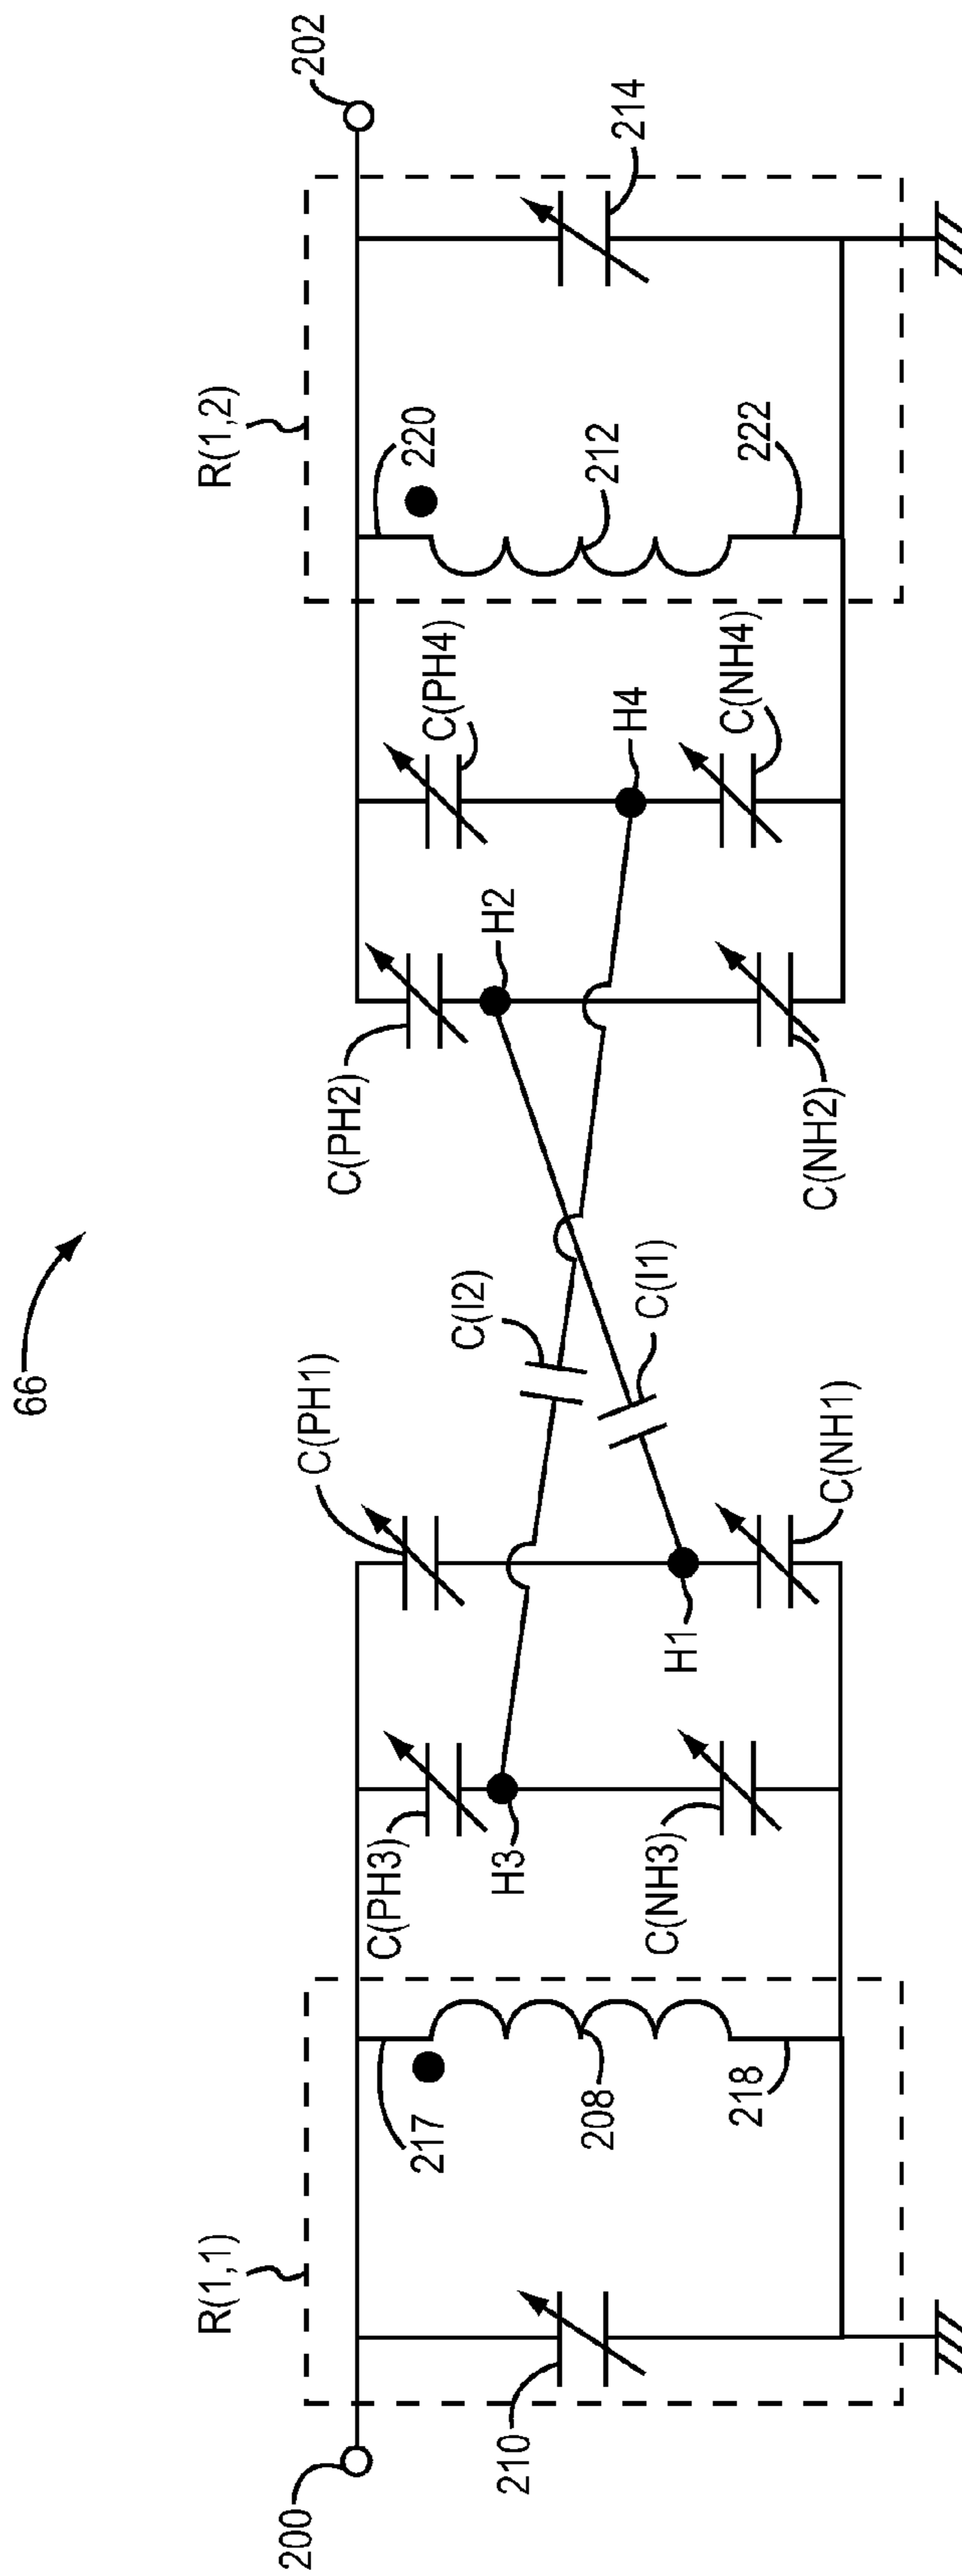 66
R(1,1)
R(1,2)
200
202
C(PH1)
C(PH2)
C(PH3)
C(PH4)
217
220
210
H3
C(I2)
H2
208
212
214
H1
C(I1)
H4
C(NH3)
C(NH4)
218
222
C(NH1)
C(NH2)